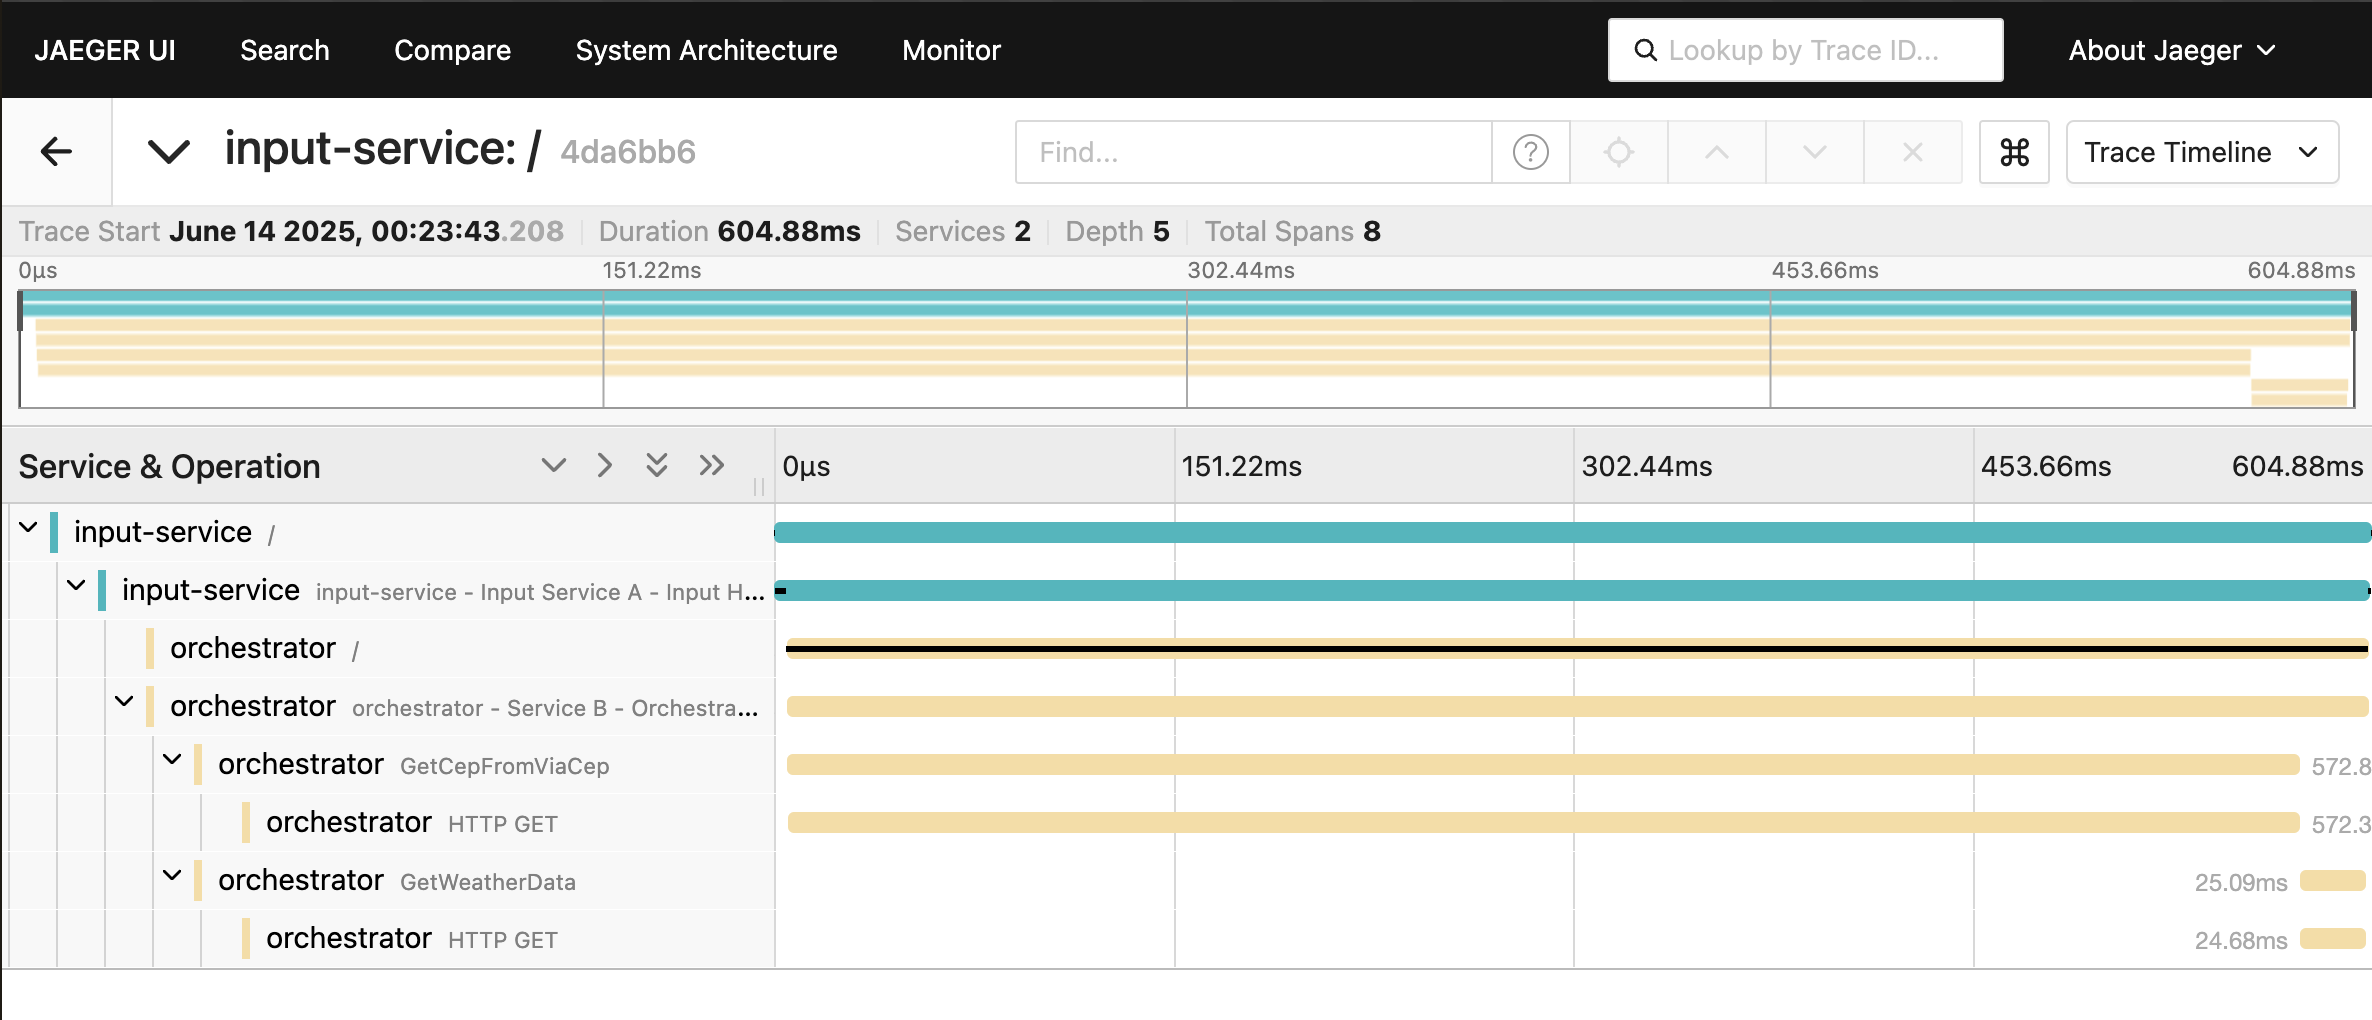 JAEGER UI Search Compare System Architecture Monitor Lookup by Trace ID... About Jaeger
input-service: / 4da6bb6 Find... ? ⌘ Trace Timeline
Trace Start June 14 2025, 00:23:43.208 Duration 604.88ms Services 2 Depth 5 Total Spans 8
0μs 151.22ms 302.44ms 453.66ms 604.88ms
Service & Operation 0μs 151.22ms 302.44ms 453.66ms 604.88ms
input-service /
input-service input-service - Input Service A - Input H...
orchestrator /
orchestrator orchestrator - Service B - Orchestra...
orchestrator GetCepFromViaCep 572.8
orchestrator HTTP GET 572.3
orchestrator GetWeatherData 25.09ms
orchestrator HTTP GET 24.68ms